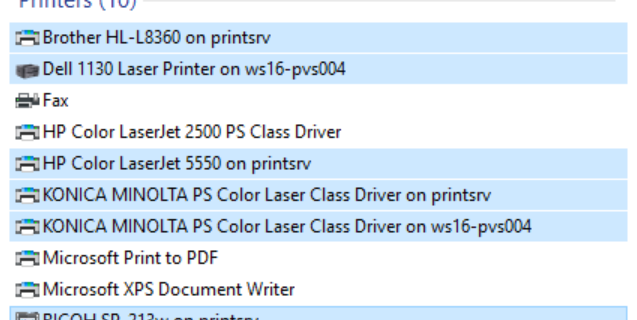 Printers (10)
Brother HL-L8360 on printsrv
Dell 1130 Laser Printer on ws16-pvs004
Fax
HP Color LaserJet 2500 PS Class Driver
HP Color LaserJet 5550 on printsrv
KONICA MINOLTA PS Color Laser Class Driver on printsrv
KONICA MINOLTA PS Color Laser Class Driver on ws16-pvs004
Microsoft Print to PDF
Microsoft XPS Document Writer
RICOH SP 213w on printsrv